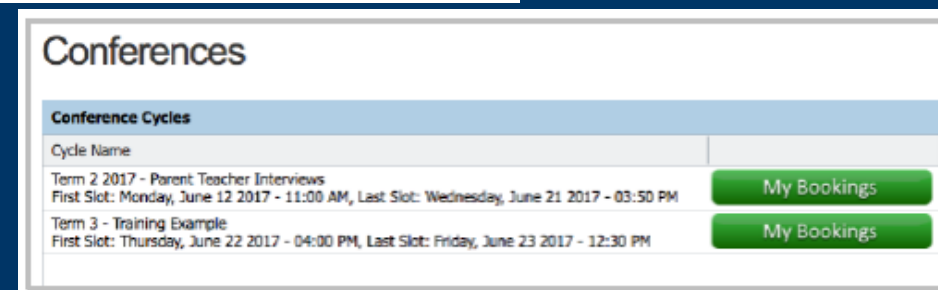 Conferences
Conference Cycles
Cycle Name
Term 2 2017 - Parent Teacher Interviews
First Slot: Monday, June 12 2017 - 11:00 AM, Last Slot: Wednesday, June 21 2017 - 03:50 PM
My Bookings
Term 3 - Training Example
First Slot: Thursday, June 22 2017 - 04:00 PM, Last Slot: Friday, June 23 2017 - 12:30 PM
My Bookings